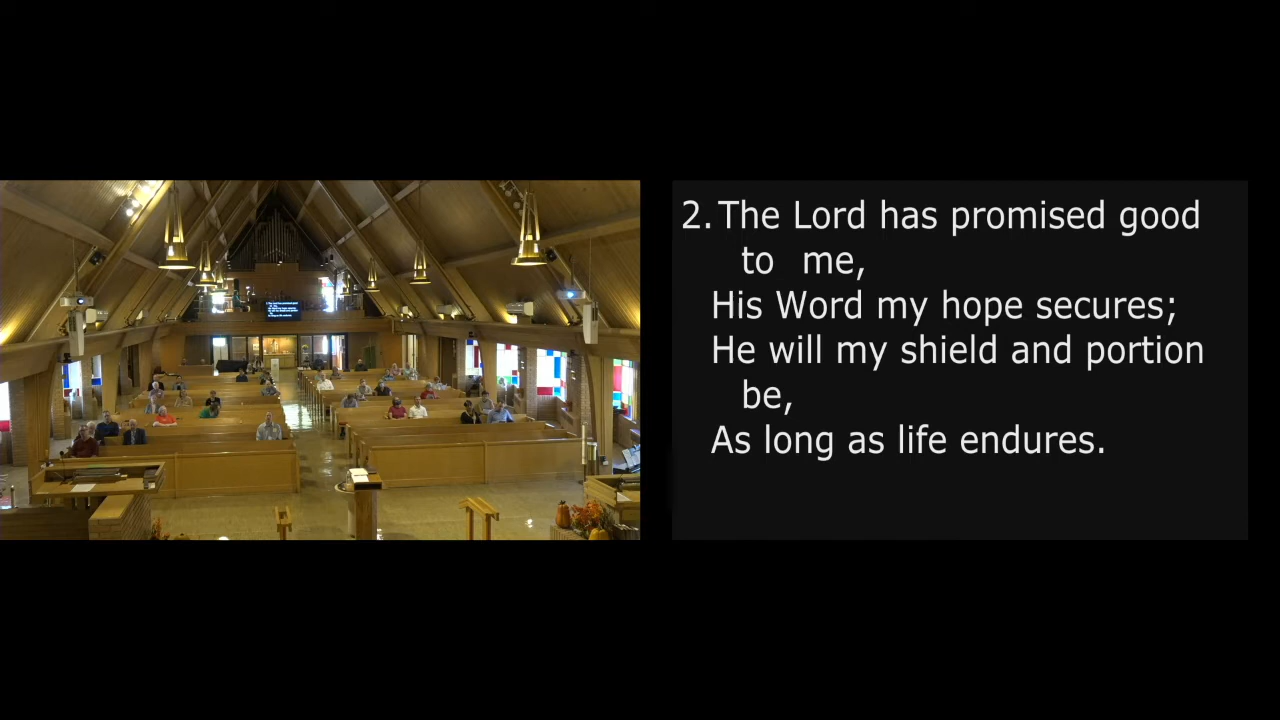 2. The Lord has promised good
to me,
His Word my hope secures;
He will my shield and portion
be,
As long as life endures.